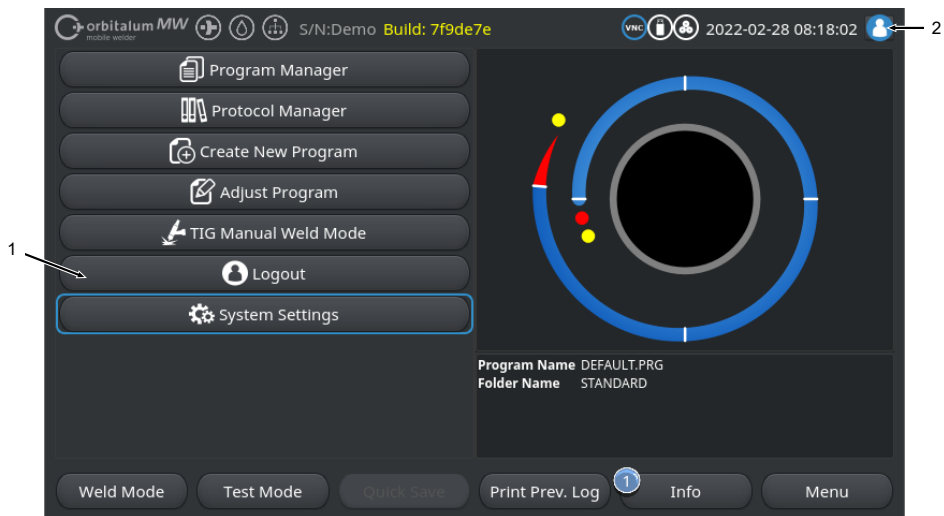 orbitalum MW S/N:Demo Build: 7f9de7e VNC 2022-02-28 08:18:02 2
mobile welder
Program Manager
Protocol Manager
Create New Program
Adjust Program
TIG Manual Weld Mode
1
Logout
System Settings
Program Name DEFAULT.PRG
Folder Name STANDARD
Weld Mode Test Mode Quick Save Print Prev. Log 1 Info Menu